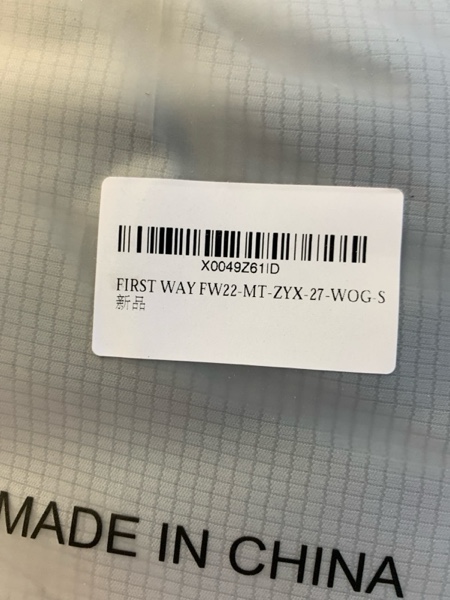 X0049Z61ID
FIRST WAY FW22-MT-ZYX-27-WOG-S
新品
MADE IN CHINA